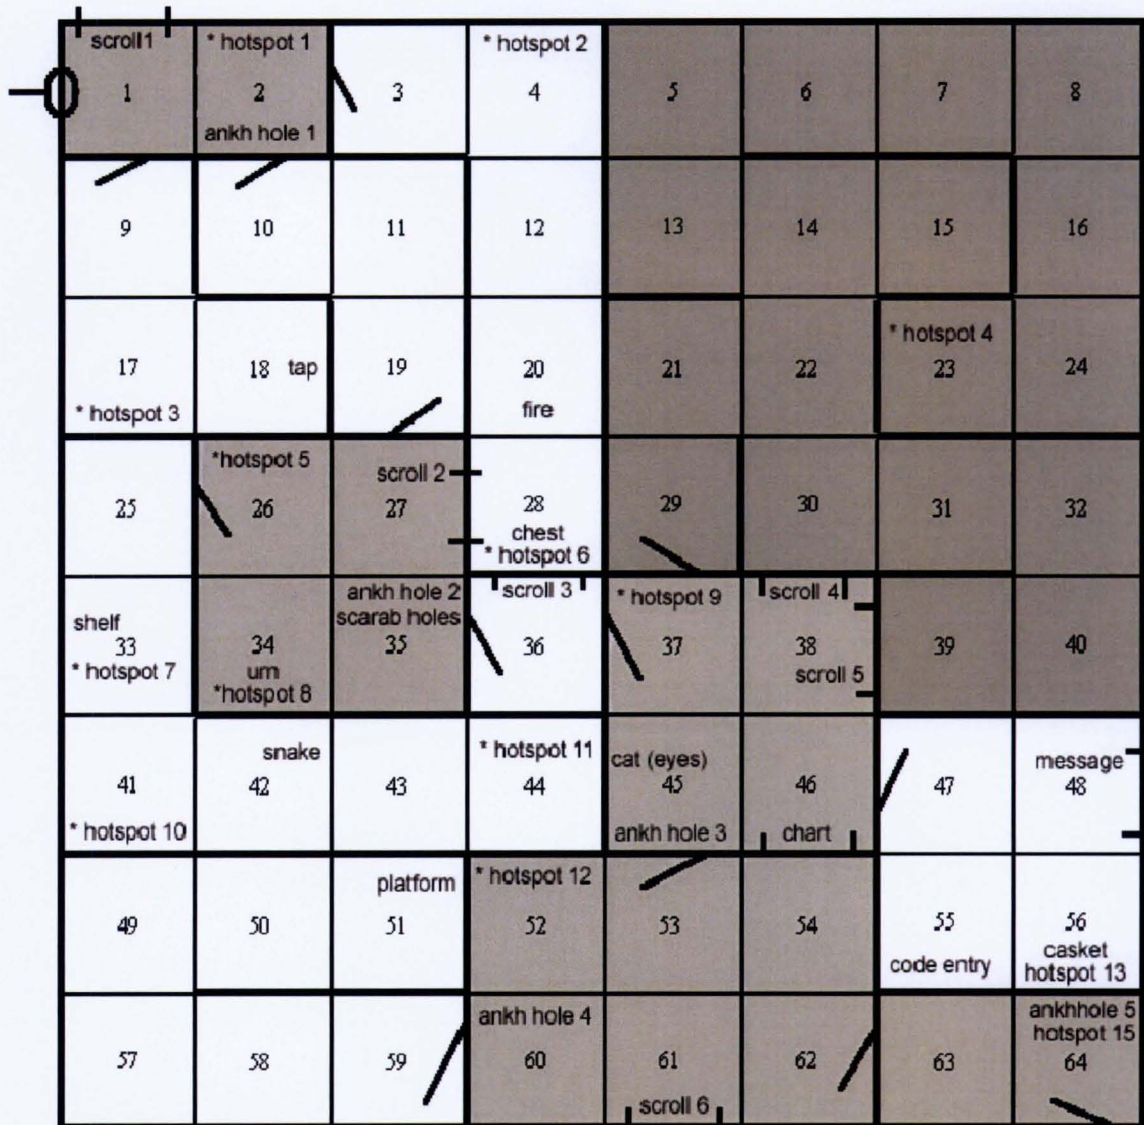 scroll1
* hotspot 1
* hotspot 2
1
2
3
4
5
6
7
8
ankh hole 1
9
10
11
12
13
14
15
16
* hotspot 4
17
18 tap
19
20
21
22
23
24
* hotspot 3
fire
*hotspot 5
scroll 2
25
26
27
28
29
30
31
32
chest
* hotspot 6
ankh hole 2
scroll 3
* hotspot 9
scroll 4
shelf
scarab holes
33
34
35
36
37
38
39
40
* hotspot 7
urn
scroll 5
*hotspot 8
snake
* hotspot 11
cat (eyes)
message
41
42
43
44
45
46
47
48
* hotspot 10
ankh hole 3
chart
platform
* hotspot 12
49
50
51
52
53
54
55
56
code entry
casket
hotspot 13
ankh hole 4
ankhhole 5
hotspot 15
57
58
59
60
61
62
63
64
scroll 6